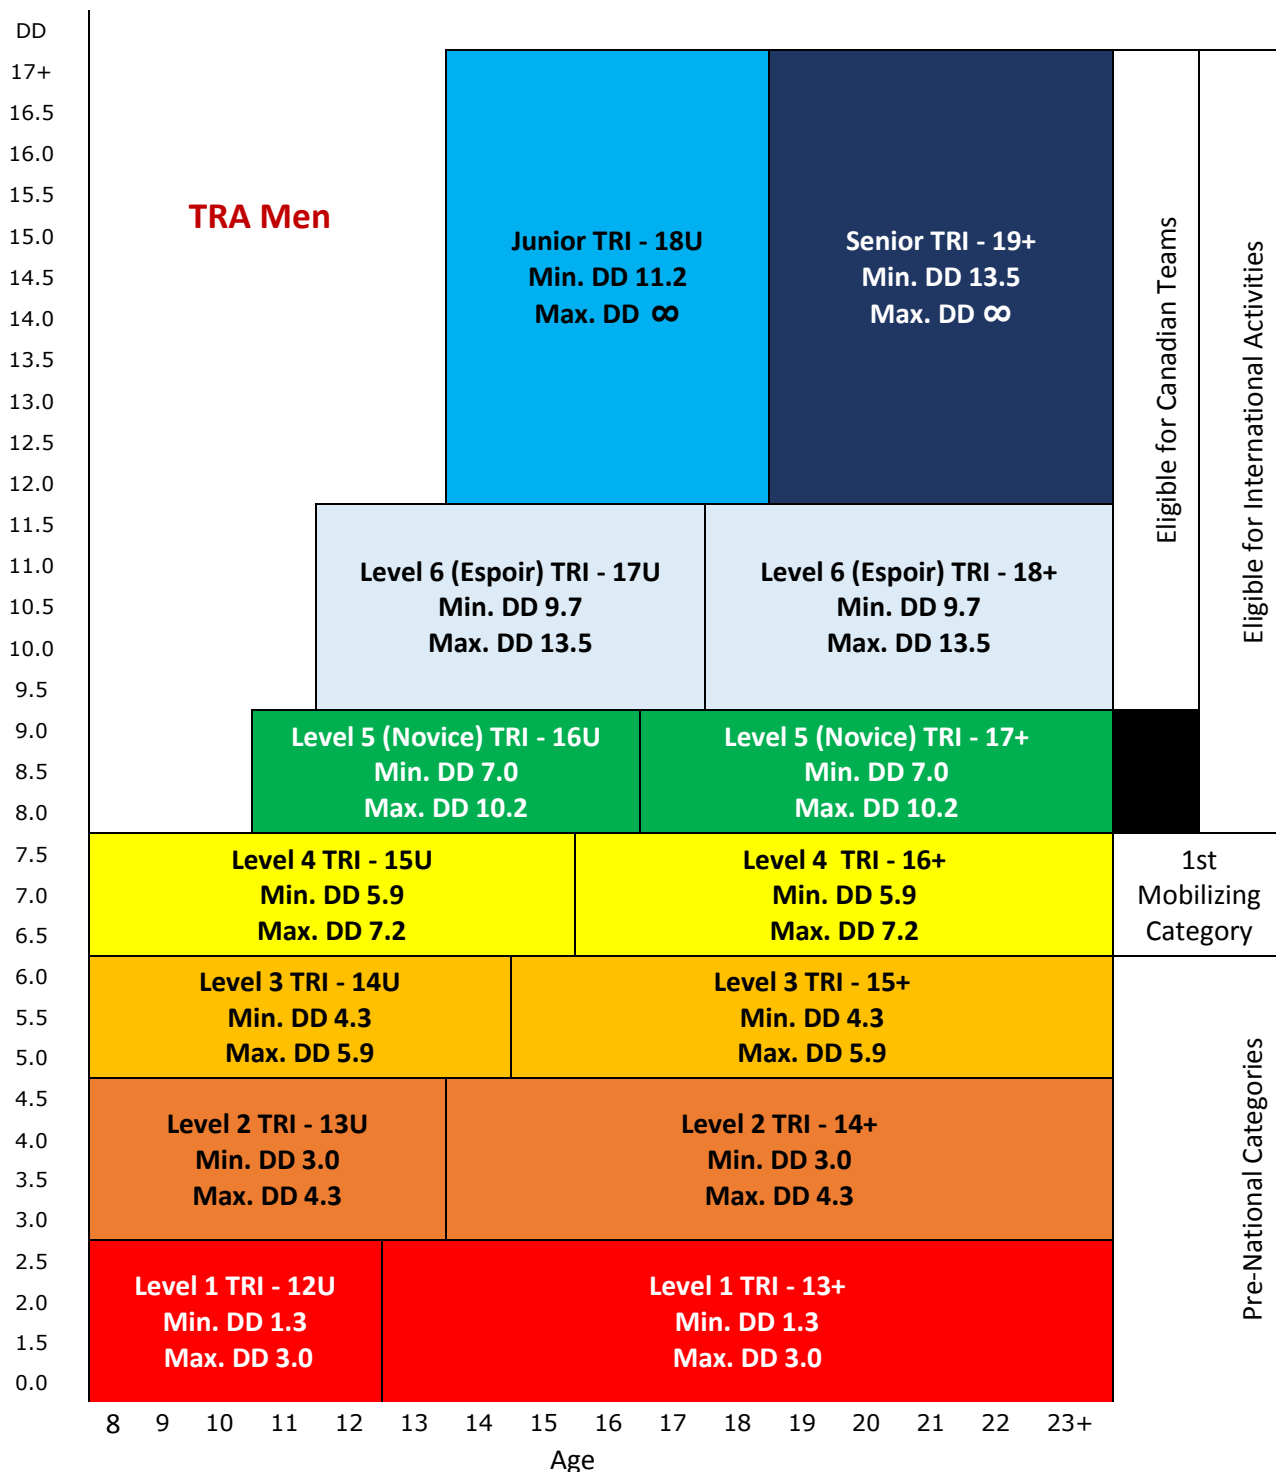 DD
17+
16.5
16.0
15.5
15.0
14.5
14.0
13.5
13.0
12.5
12.0
11.5
11.0
10.5
10.0
9.5
9.0
8.5
8.0
7.5
7.0
6.5
6.0
5.5
5.0
4.5
4.0
3.5
3.0
2.5
2.0
1.5
0.0
TRA Men
Junior TRI - 18U
Min. DD 11.2
Max. DD ∞
Senior TRI - 19+
Min. DD 13.5
Max. DD ∞
Level 6 (Espoir) TRI - 17U
Min. DD 9.7
Max. DD 13.5
Level 6 (Espoir) TRI - 18+
Min. DD 9.7
Max. DD 13.5
Level 5 (Novice) TRI - 16U
Min. DD 7.0
Max. DD 10.2
Level 5 (Novice) TRI - 17+
Min. DD 7.0
Max. DD 10.2
Level 4 TRI - 15U
Min. DD 5.9
Max. DD 7.2
Level 4 TRI - 16+
Min. DD 5.9
Max. DD 7.2
Level 3 TRI - 14U
Min. DD 4.3
Max. DD 5.9
Level 3 TRI - 15+
Min. DD 4.3
Max. DD 5.9
Level 2 TRI - 13U
Min. DD 3.0
Max. DD 4.3
Level 2 TRI - 14+
Min. DD 3.0
Max. DD 4.3
Level 1 TRI - 12U
Min. DD 1.3
Max. DD 3.0
Level 1 TRI - 13+
Min. DD 1.3
Max. DD 3.0
Eligible for Canadian Teams
Eligible for International Activities
1st
Mobilizing
Category
Pre-National Categories
8 9 10 11 12 13 14 15 16 17 18 19 20 21 22 23+
Age